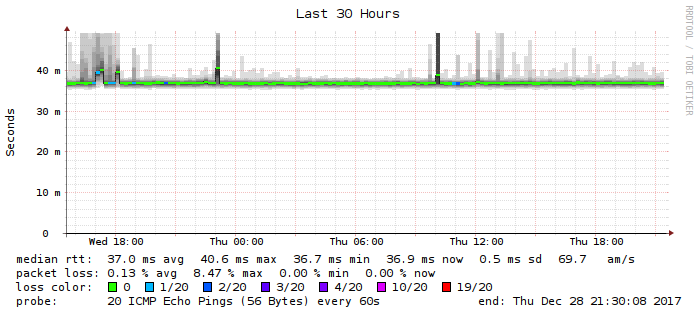 Last 30 Hours
RRDTOOL / TOBI OETIKER
Seconds
40 m
30 m
20 m
10 m
0
Wed 18:00 Thu 00:00 Thu 06:00 Thu 12:00 Thu 18:00
median rtt: 37.0 ms avg 40.6 ms max 36.7 ms min 36.9 ms now 0.5 ms sd 69.7 am/s
packet loss: 0.13 % avg 8.47 % max 0.00 % min 0.00 % now
loss color: 0 1/20 2/20 3/20 4/20 10/20 19/20
probe: 20 ICMP Echo Pings (56 Bytes) every 60s end: Thu Dec 28 21:30:08 2017